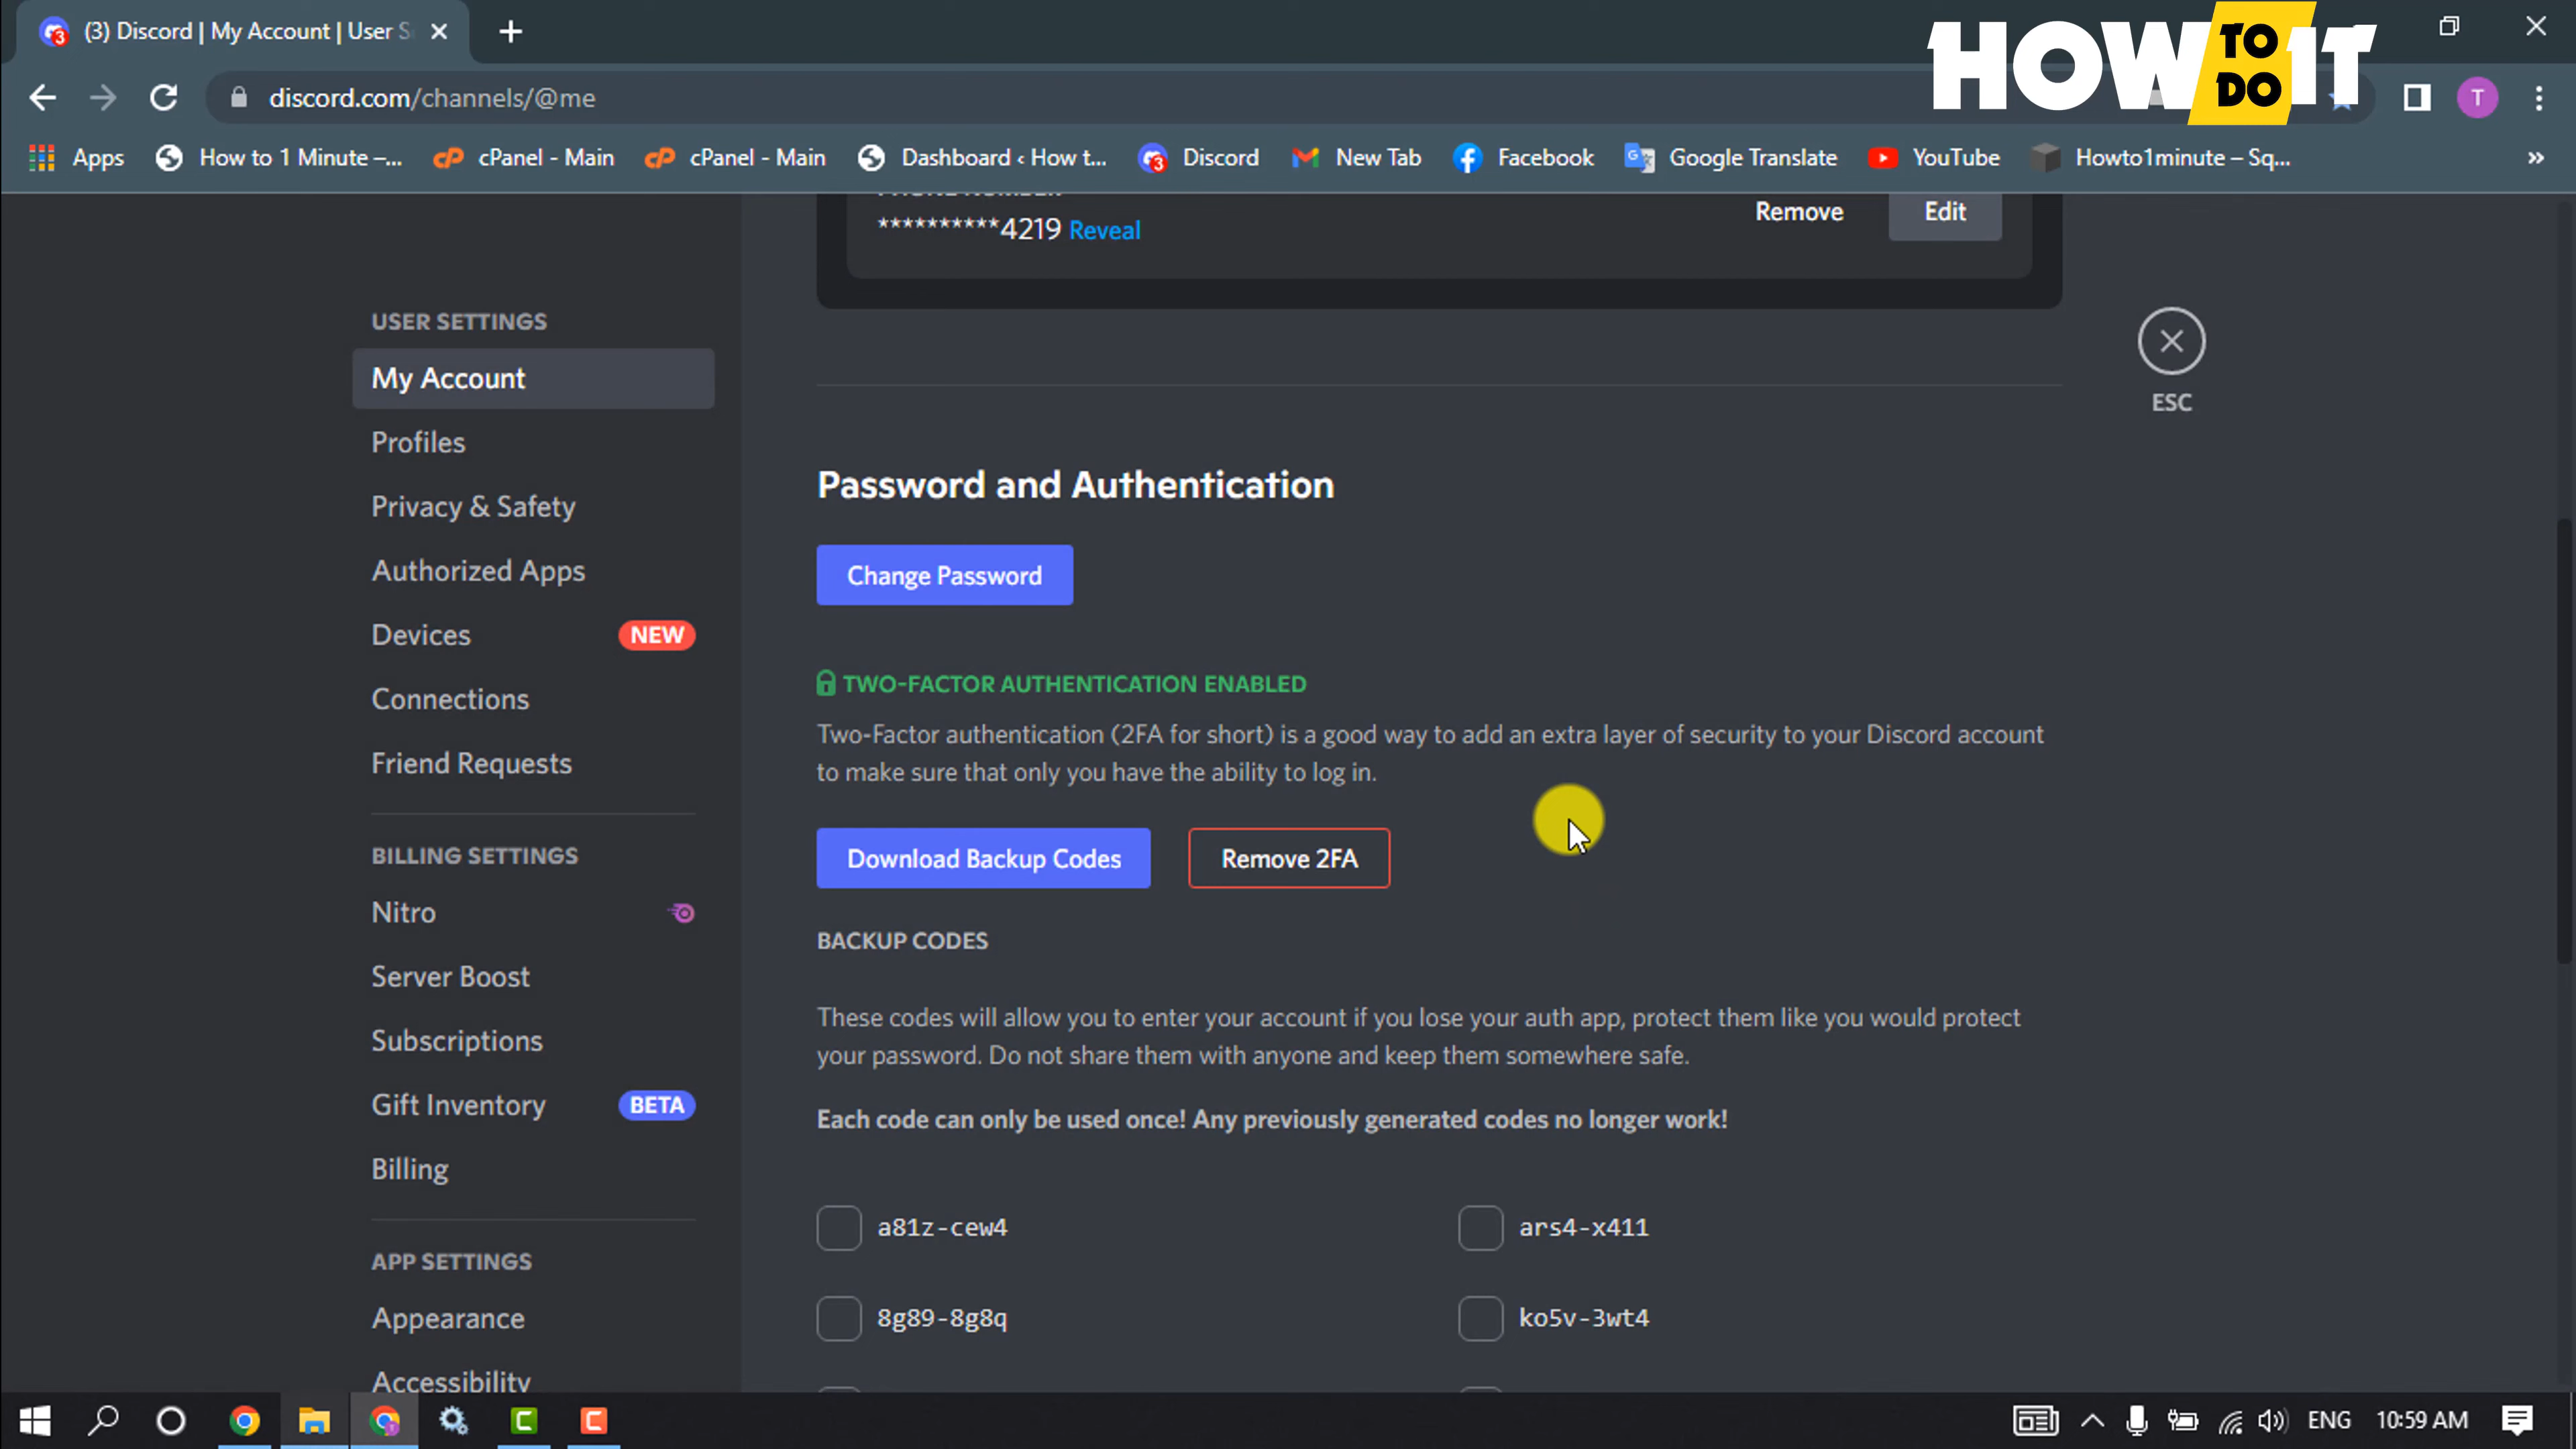 (3) Discord | My Account | User S
HOW TO DO IT
discord.com/channels/@me
T
Apps
How to 1 Minute –...
cPanel - Main
cPanel - Main
Dashboard ‹ How t...
Discord
New Tab
Facebook
Google Translate
YouTube
Howto1minute – Sq...
»
PHONE NUMBER
**********4219 Reveal
Remove
Edit
USER SETTINGS
My Account
Profiles
Privacy & Safety
Authorized Apps
Devices NEW
Connections
Friend Requests
BILLING SETTINGS
Nitro
Server Boost
Subscriptions
Gift Inventory BETA
Billing
APP SETTINGS
Appearance
Accessibility
ESC
Password and Authentication
Change Password
TWO-FACTOR AUTHENTICATION ENABLED
Two-Factor authentication (2FA for short) is a good way to add an extra layer of security to your Discord account
to make sure that only you have the ability to log in.
Download Backup Codes
Remove 2FA
BACKUP CODES
These codes will allow you to enter your account if you lose your auth app, protect them like you would protect
your password. Do not share them with anyone and keep them somewhere safe.
Each code can only be used once! Any previously generated codes no longer work!
a81z-cew4
ars4-x411
8g89-8g8q
ko5v-3wt4
ENG
10:59 AM